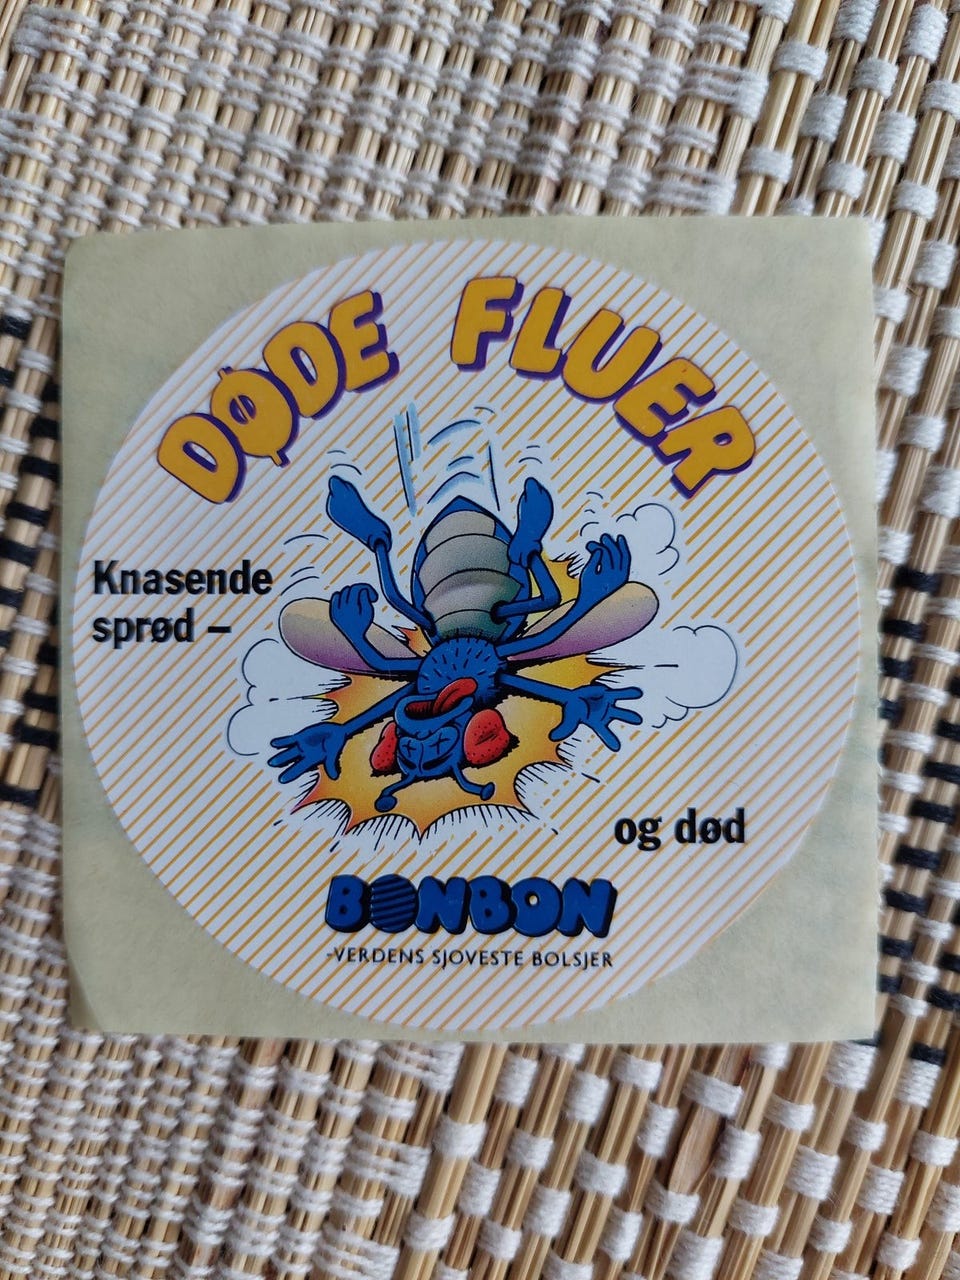 DØDE FLUER
Knasende
sprød –
og død
BONBON
-VERDENS SJOVESTE BOLSJER